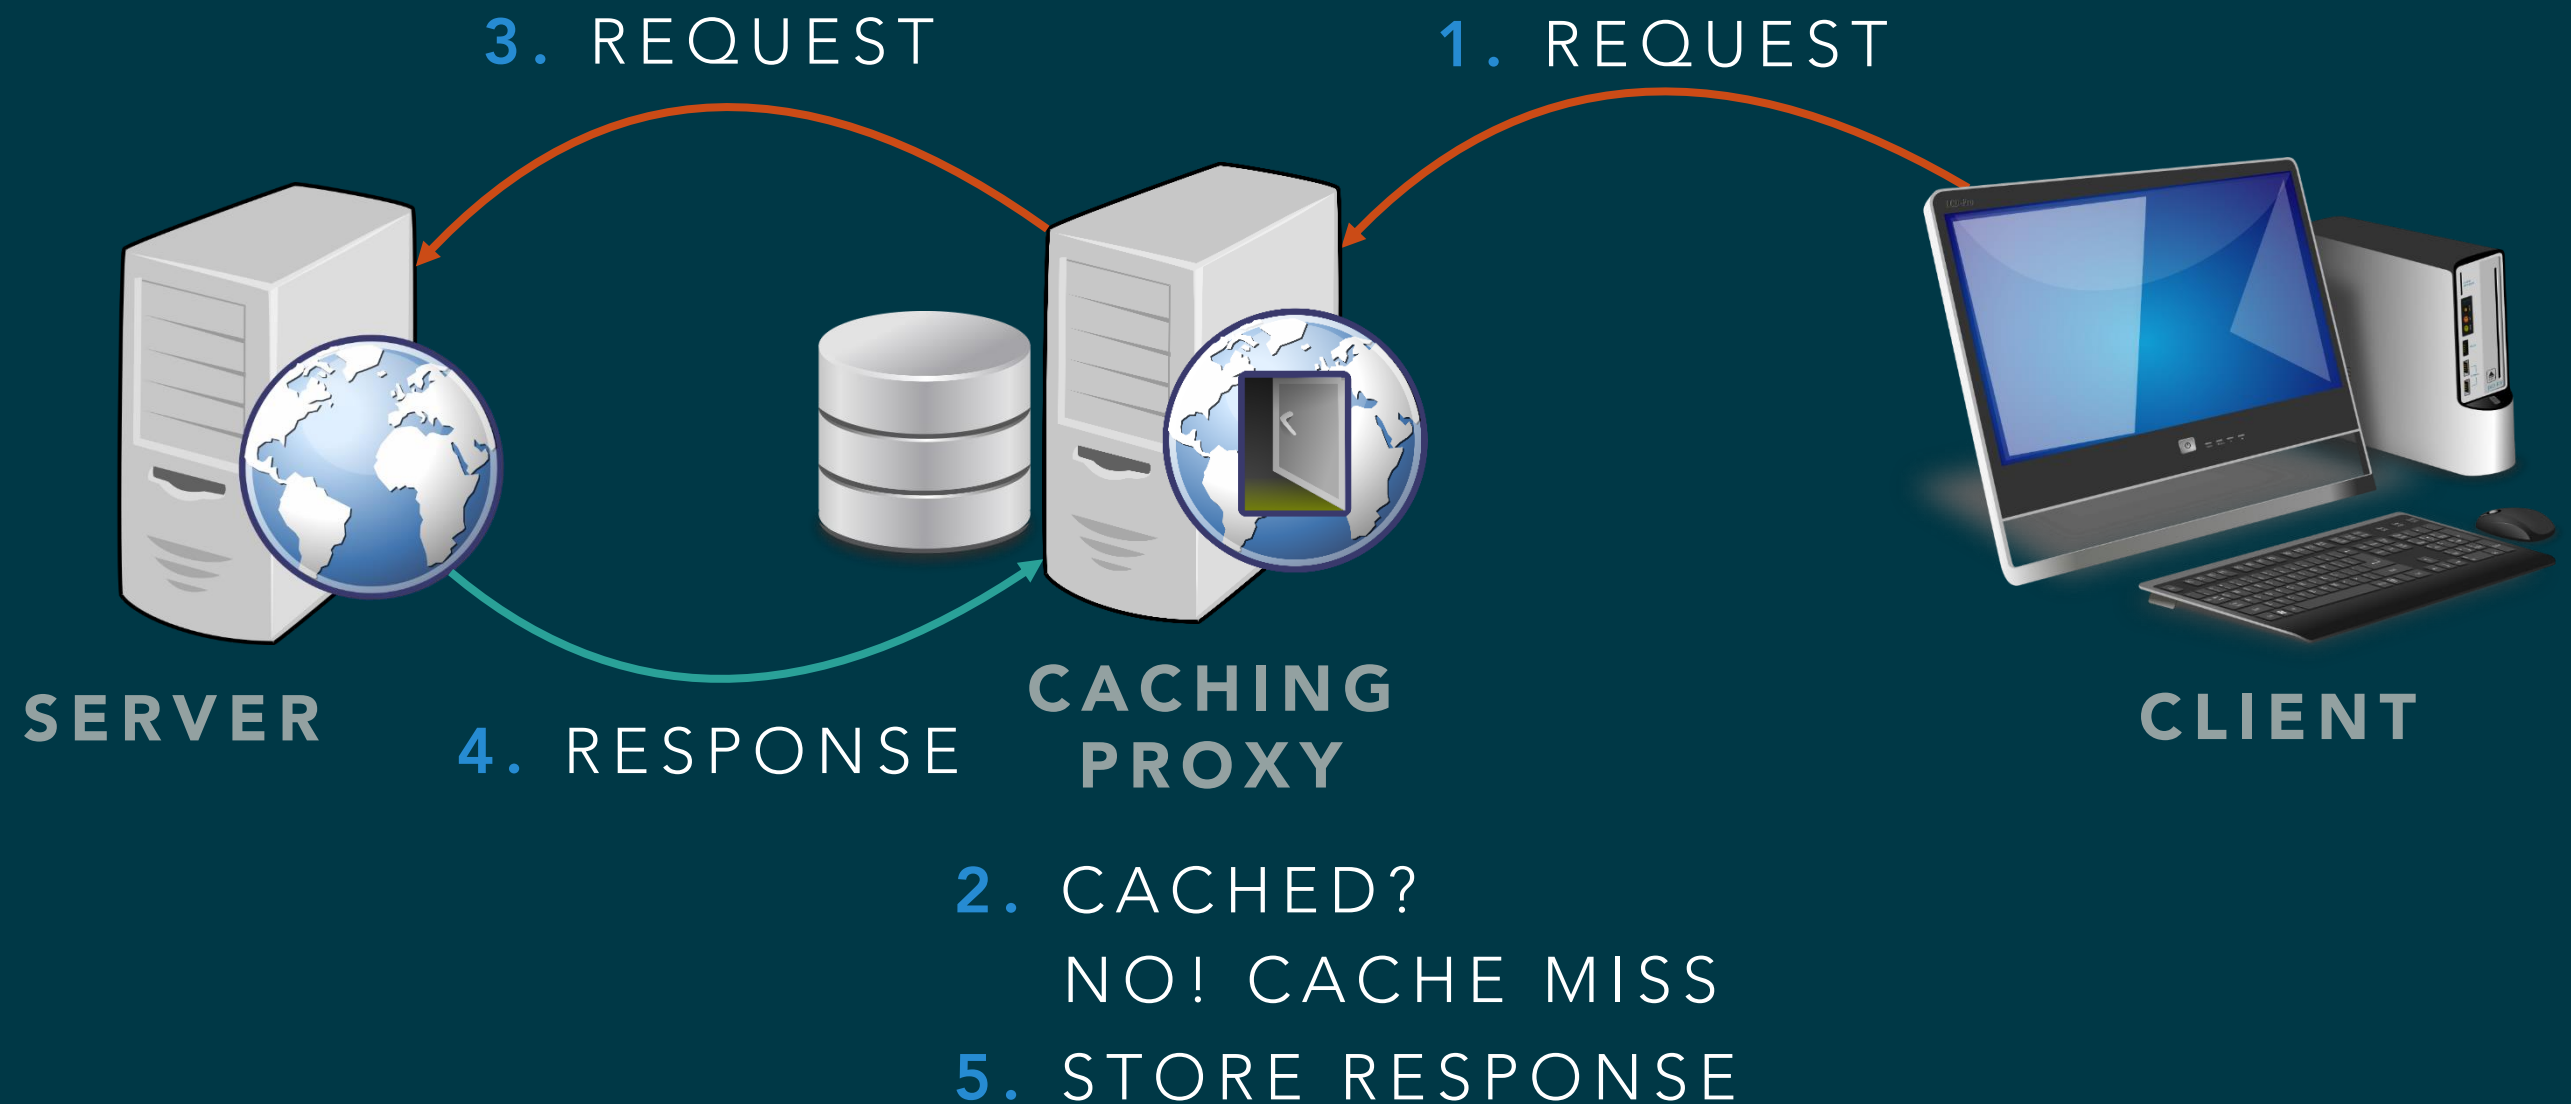 3. REQUEST
1. REQUEST
SERVER
4. RESPONSE
CACHING
PROXY
CLIENT
2. CACHED?
NO! CACHE MISS
5. STORE RESPONSE